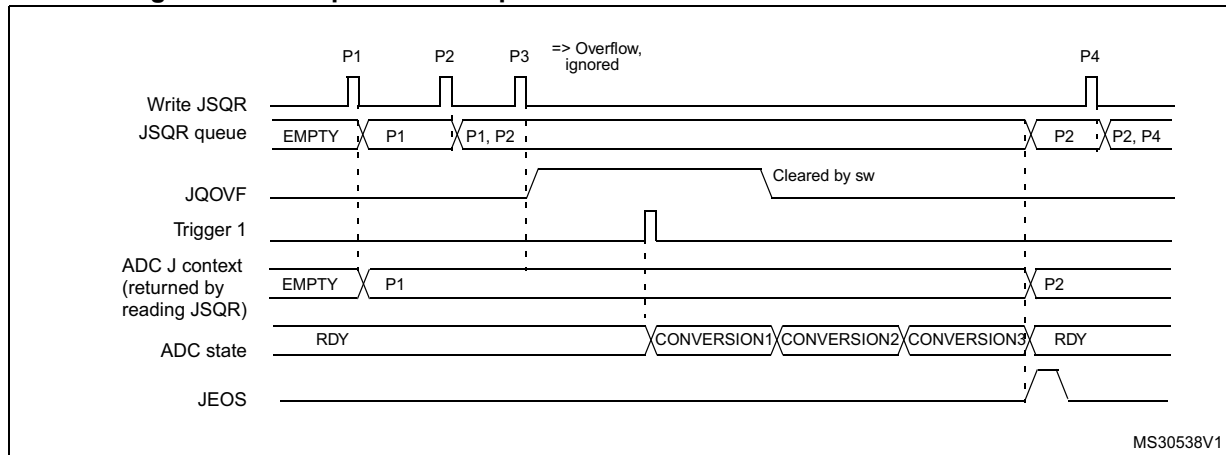 P1 P2 P3 => Overflow, P4
ignored
Write JSQR
JSQR queue EMPTY P1 P1, P2 P2 P2, P4
JQOVF Cleared by sw
Trigger 1
ADC J context
(returned by EMPTY P1 P2
reading JSQR)
ADC state RDY CONVERSION1 CONVERSION2 CONVERSION3 RDY
JEOS
MS30538V1